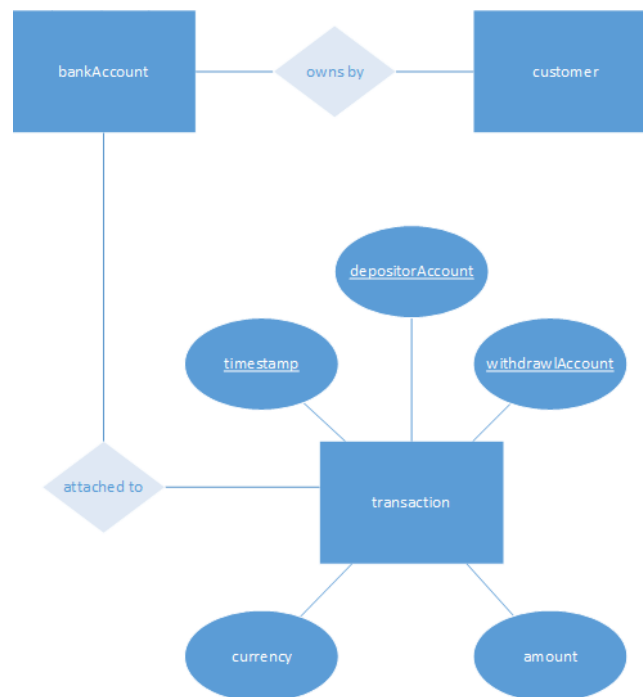 bankAccount
owns by
customer
depositorAccount
timestamp
withdrawlAccount
attached to
transaction
currency
amount